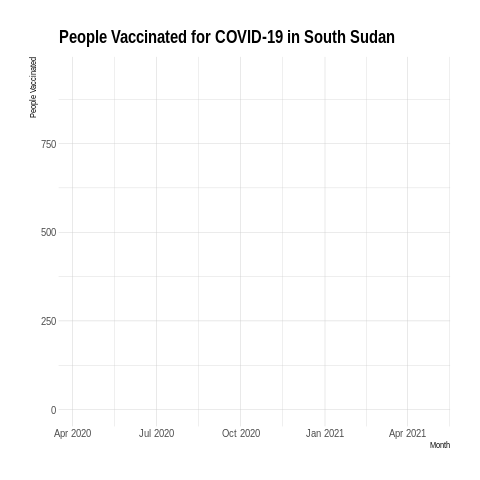 People Vaccinated for COVID-19 in South Sudan
People Vaccinated
750
500
250
0
Apr 2020 Jul 2020 Oct 2020 Jan 2021 Apr 2021
Month